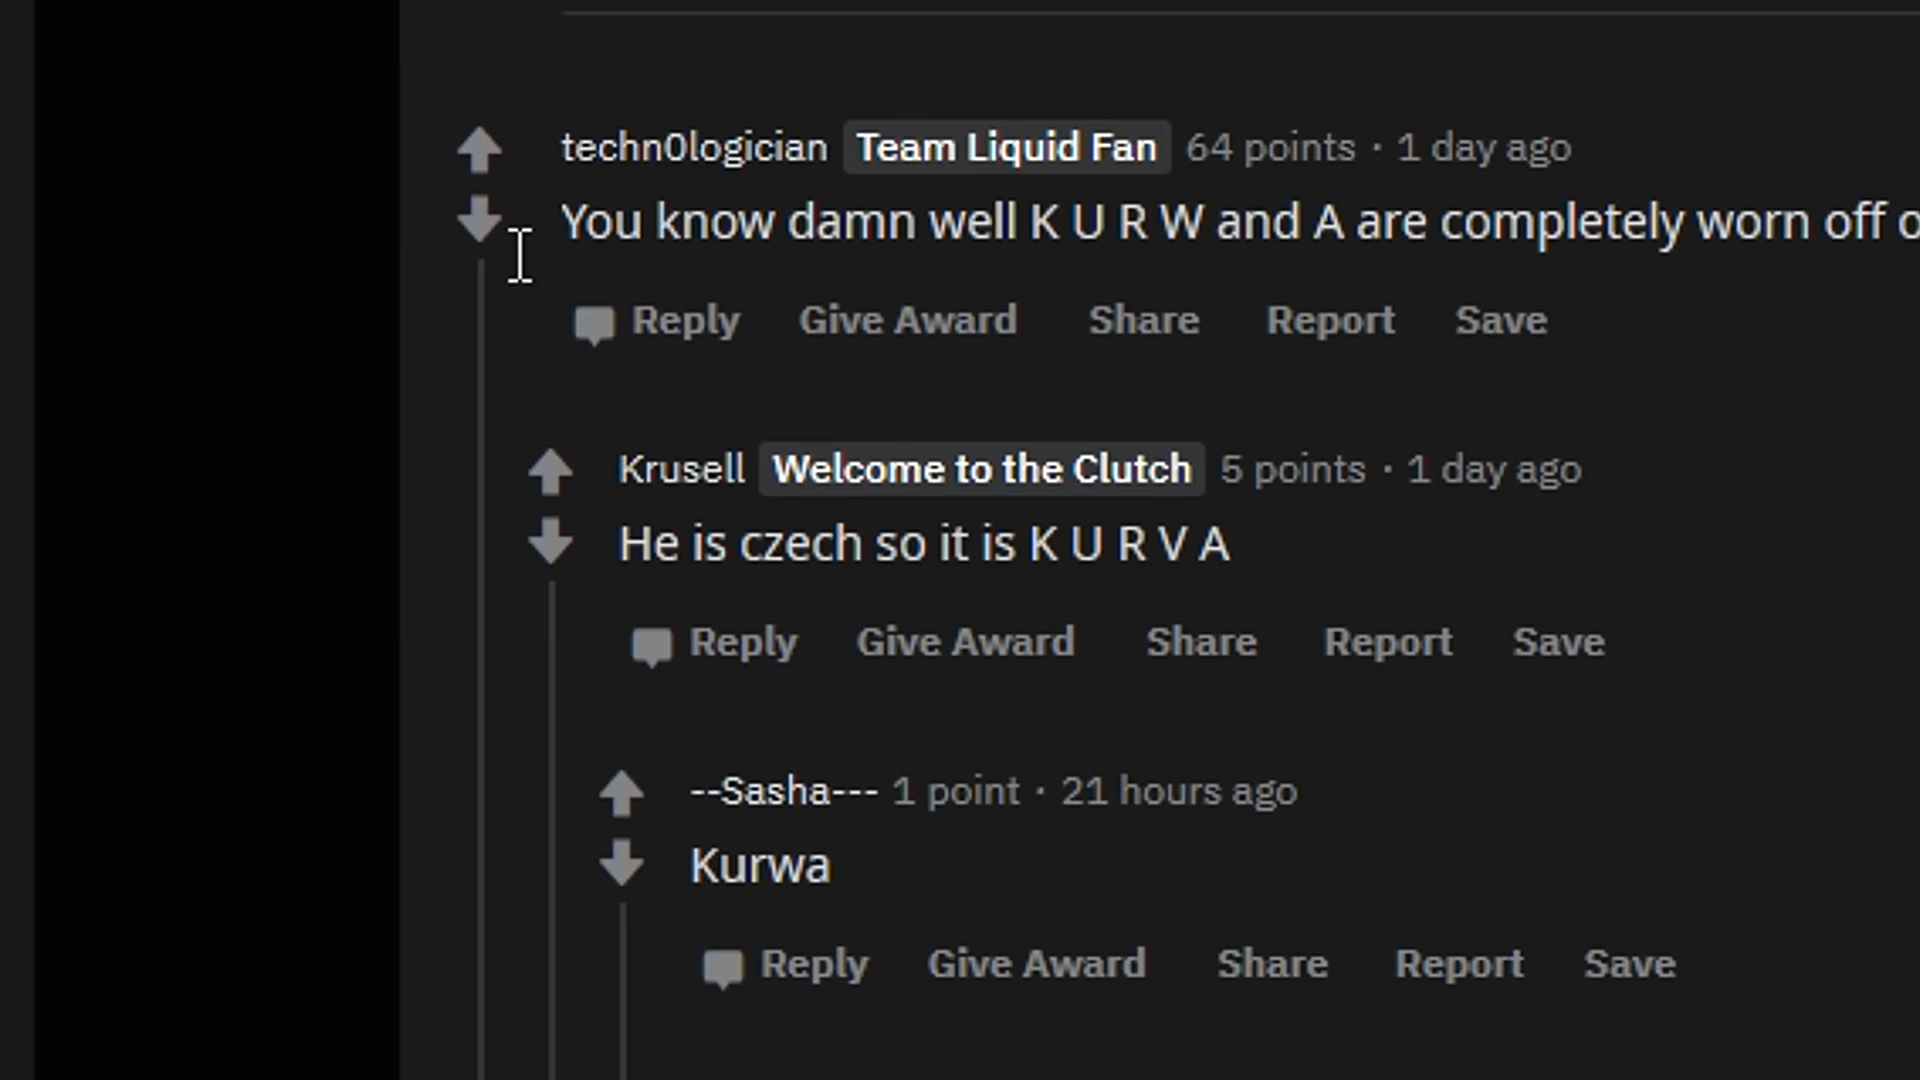 techn0logician Team Liquid Fan 64 points · 1 day ago
You know damn well K U R W and A are completely worn off
Reply Give Award Share Report Save
Krusell Welcome to the Clutch 5 points · 1 day ago
He is czech so it is K U R V A
Reply Give Award Share Report Save
--Sasha--- 1 point · 21 hours ago
Kurwa
Reply Give Award Share Report Save